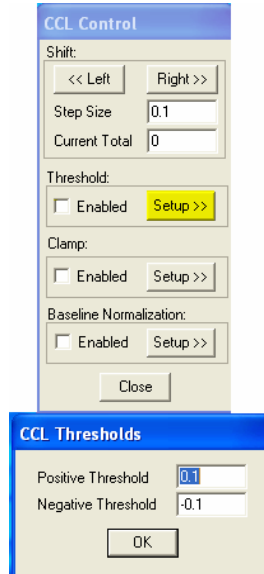 CCL Control
Shift:
<< Left Right >>
Step Size 0.1
Current Total 0
Threshold:
Enabled Setup >>
Clamp:
Enabled Setup >>
Baseline Normalization:
Enabled Setup >>
Close
CCL Thresholds
Positive Threshold 0.1
Negative Threshold -0.1
OK